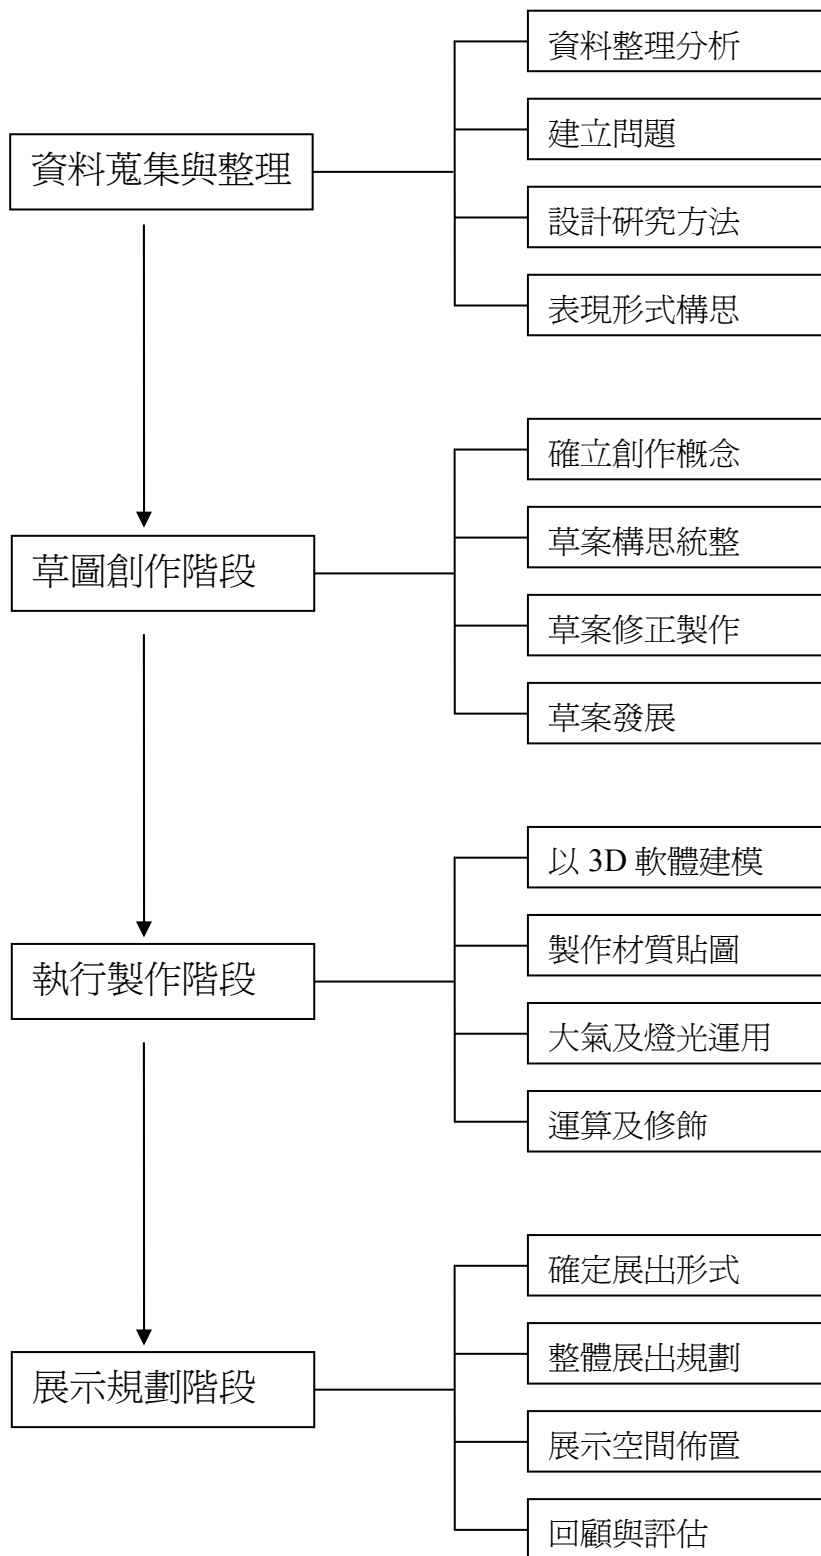 資料蒐集與整理
資料整理分析
建立問題
設計研究方法
表現形式構思
草圖創作階段
確立創作概念
草案構思統整
草案修正製作
草案發展
執行製作階段
以 3D 軟體建模
製作材質貼圖
大氣及燈光運用
運算及修飾
展示規劃階段
確定展出形式
整體展出規劃
展示空間佈置
回顧與評估